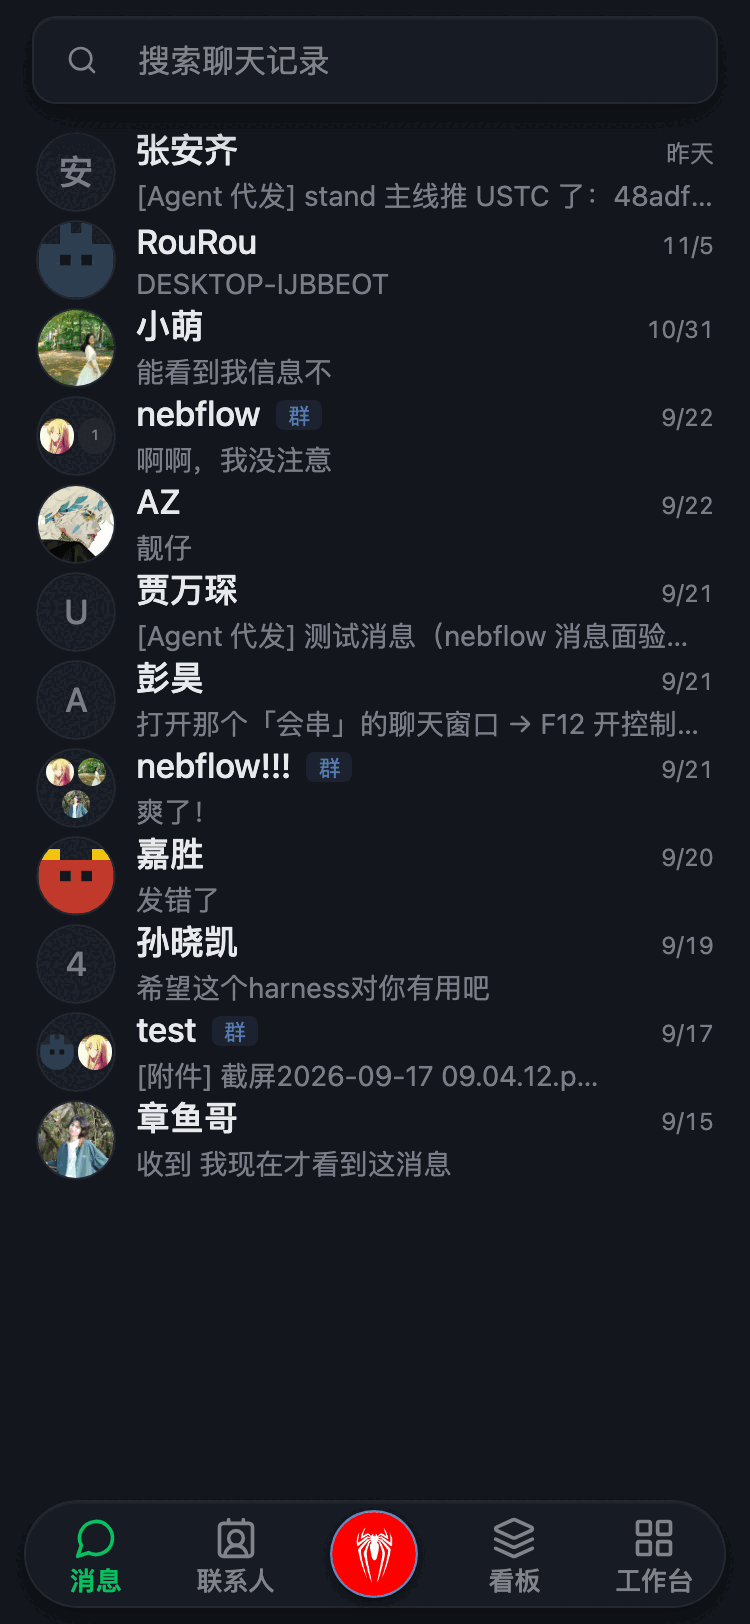 搜索聊天记录
安
张安齐
昨天
[Agent 代发] stand 主线推 USTC 了：48adf...
RouRou
11/5
DESKTOP-IJBBEOT
小萌
10/31
能看到我信息不
1
nebflow 群
9/22
啊啊，我没注意
AZ
9/22
靓仔
U
贾万琛
9/21
[Agent 代发] 测试消息（nebflow 消息面验...
A
彭昊
9/21
打开那个「会串」的聊天窗口 → F12 开控制...
nebflow!!! 群
9/21
爽了！
嘉胜
9/20
发错了
4
孙晓凯
9/19
希望这个harness对你有用吧
test 群
9/17
[附件] 截屏2026-09-17 09.04.12.p...
章鱼哥
9/15
收到 我现在才看到这消息
消息
联系人
看板
工作台